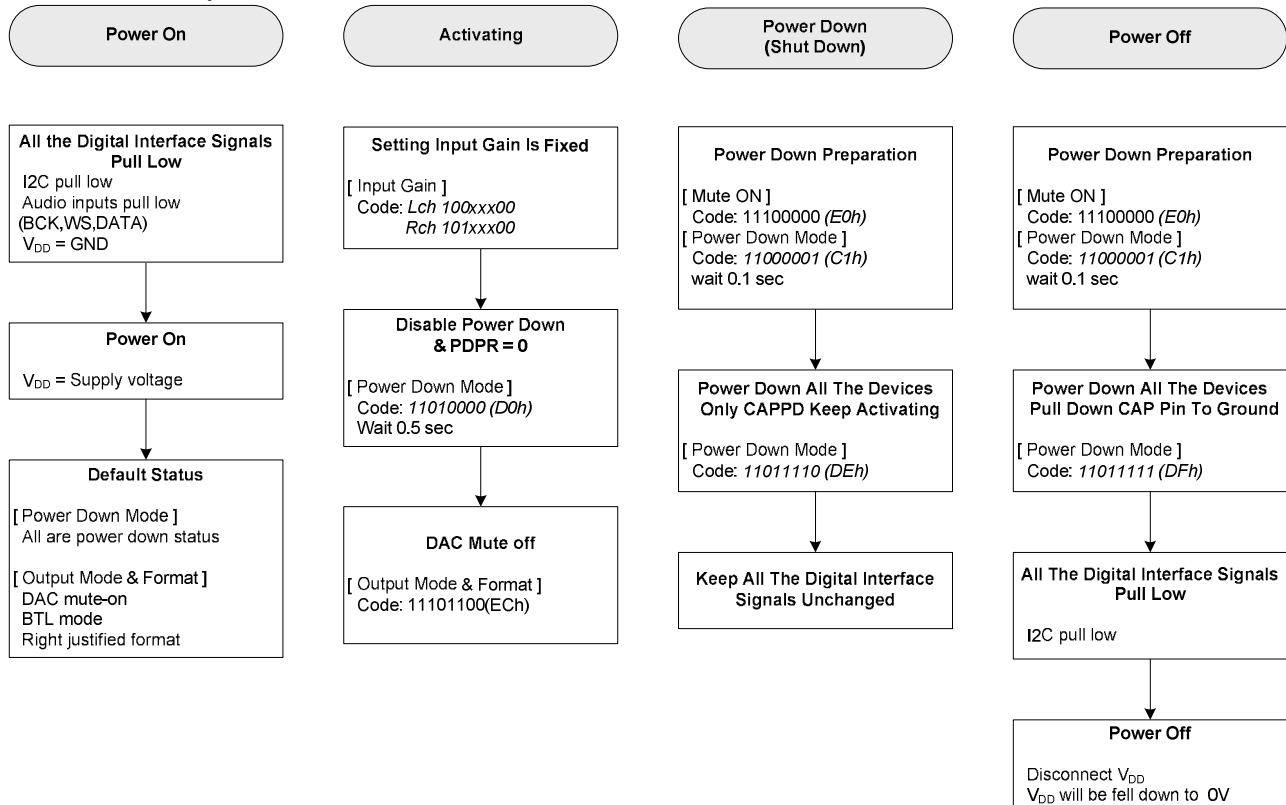 Power On
All the Digital Interface Signals
Pull Low
I2C pull low
Audio inputs pull low
(BCK,WS,DATA)
VDD = GND
Power On
VDD = Supply voltage
Default Status
[ Power Down Mode ]
All are power down status
[ Output Mode & Format ]
DAC mute-on
BTL mode
Right justified format
Activating
Setting Input Gain Is Fixed
[ Input Gain ]
Code: Lch 100xxx00
Rch 101xxx00
Disable Power Down
& PDPR = 0
[ Power Down Mode ]
Code: 11010000 (D0h)
Wait 0.5 sec
DAC Mute off
[ Output Mode & Format ]
Code: 11101100(ECh)
Power Down
(Shut Down)
Power Down Preparation
[ Mute ON ]
Code: 11100000 (E0h)
[ Power Down Mode ]
Code: 11000001 (C1h)
wait 0.1 sec
Power Down All The Devices
Only CAPPD Keep Activating
[ Power Down Mode ]
Code: 11011110 (DEh)
Keep All The Digital Interface
Signals Unchanged
Power Off
Power Down Preparation
[ Mute ON ]
Code: 11100000 (E0h)
[ Power Down Mode ]
Code: 11000001 (C1h)
wait 0.1 sec
Power Down All The Devices
Pull Down CAP Pin To Ground
[ Power Down Mode ]
Code: 11011111 (DFh)
All The Digital Interface Signals
Pull Low
I2C pull low
Power Off
Disconnect VDD
VDD will be fell down to 0V